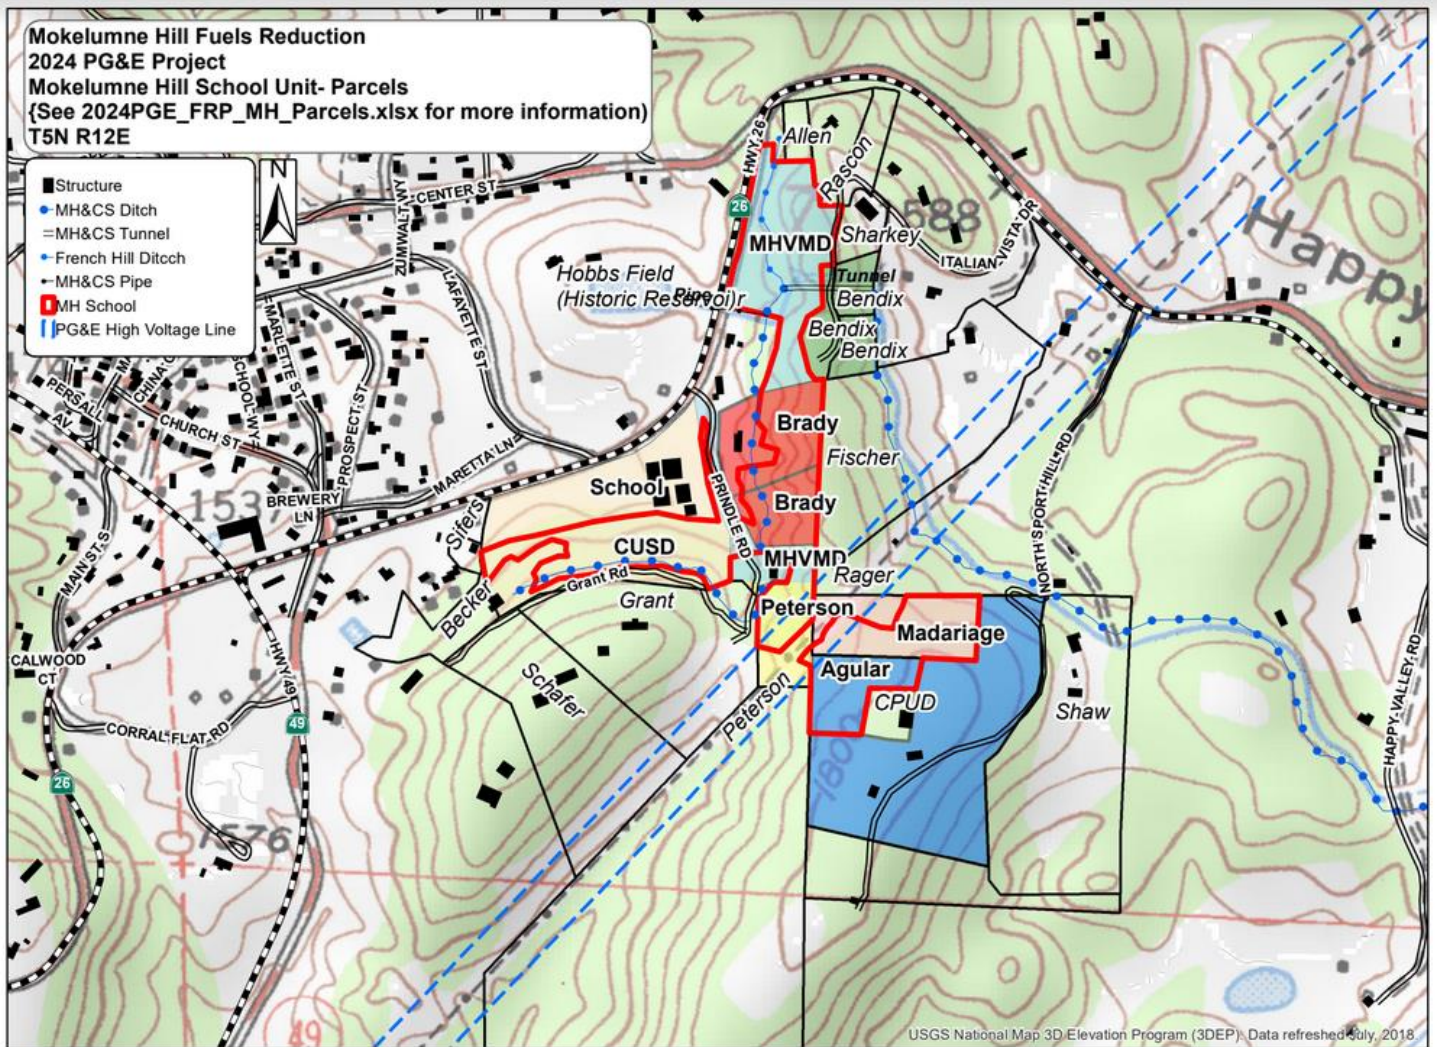 Mokelumne Hill Fuels Reduction
2024 PG&E Project
Mokelumne Hill School Unit- Parcels
{See 2024PGE_FRP_MH_Parcels.xlsx for more information)
T5N R12E
Structure
MH&CS Ditch
MH&CS Tunnel
French Hill Ditcch
MH&CS Pipe
MH School
PG&E High Voltage Line
N
HWY 26
26
Allen
Rascon
CENTER ST
ZUMWALT WY
588
MHVMD
Sharkey
ITALIAN VISTA DR
Happy
LAFAYETTE ST
Hobbs Field
(Historic Reservoi)r
Pipe
Tunnel
Bendix
Bendix
Bendix
MARLETTE ST
SCHOOL WY
PROSPECT ST
PERSALL
AV
CHURCH ST
MARETTA LN
Brady
Fischer
School
PRINDLE RD
Brady
NORTH SPORT HILL RD
1537
BREWERY
LN
Sifers
CUSD
MHVMD
Rager
MAIN ST S
Grant Rd
Becker
Grant
Peterson
Madariage
HWY 49
CALWOOD
CT
Schafer
Agular
Peterson
CPUD
Shaw
HAPPY VALLEY RD
CORRAL FLAT RD
49
26
1800
1576
49
USGS National Map 3D Elevation Program (3DEP). Data refreshed July, 2018.